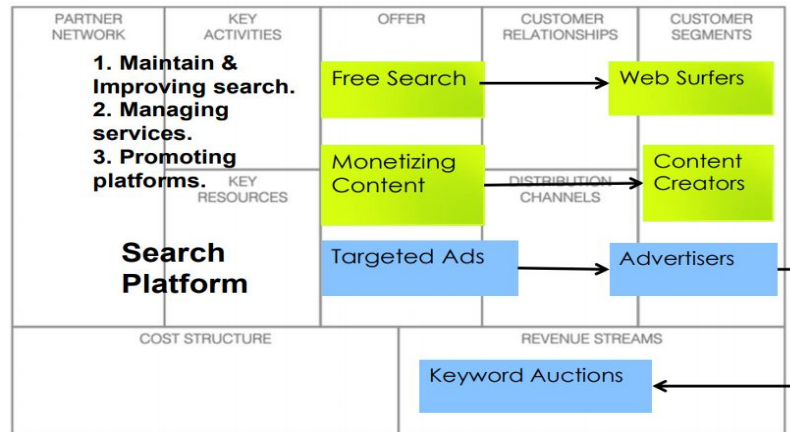 PARTNER
NETWORK
KEY
ACTIVITIES
OFFER
CUSTOMER
RELATIONSHIPS
CUSTOMER
SEGMENTS
1. Maintain &
Improving search.
2. Managing
services.
3. Promoting
platforms.
Free Search
Web Surfers
Monetizing
Content
Content
Creators
KEY
RESOURCES
DISTRIBUTION
CHANNELS
Search
Platform
Targeted Ads
Advertisers
COST STRUCTURE
REVENUE STREAMS
Keyword Auctions